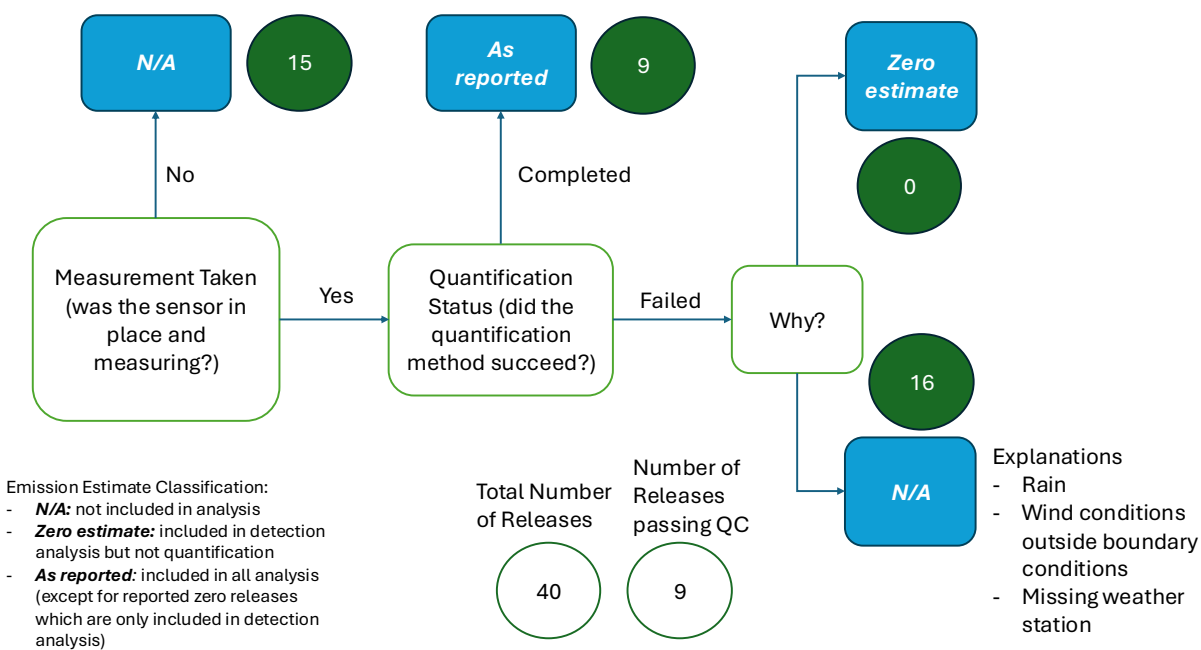 N/A
15
As
reported
9
Zero
estimate
0
No
Completed
Measurement Taken
(was the sensor in
place and
measuring?)
Yes
Quantification
Status (did the
quantification
method succeed?)
Failed
Why?
16
N/A
Explanations
- Rain
- Wind conditions
outside boundary
conditions
- Missing weather
station
Emission Estimate Classification:
- N/A: not included in analysis
- Zero estimate: included in detection
analysis but not quantification
- As reported: included in all analysis
(except for reported zero releases
which are only included in detection
analysis)
Total Number
of Releases
40
Number of
Releases
passing QC
9